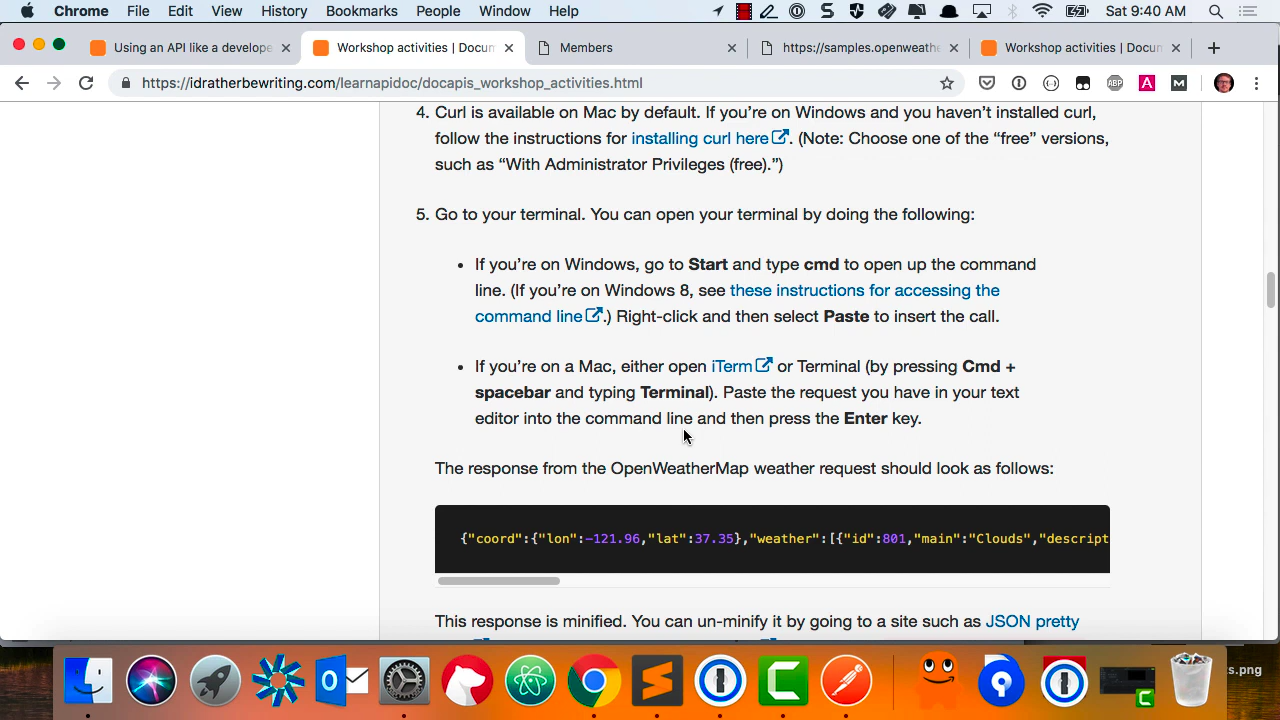 Chrome File Edit View History Bookmarks People Window Help Sat 9:40 AM
Using an API like a develope
Workshop activities | Docum
Members
https://samples.openweathe
Workshop activities | Docum
https://idratherbewriting.com/learnapidoc/docapis_workshop_activities.html
ABP A M
4. Curl is available on Mac by default. If you’re on Windows and you haven’t installed curl,
follow the instructions for installing curl here. (Note: Choose one of the “free” versions,
such as “With Administrator Privileges (free).”)
5. Go to your terminal. You can open your terminal by doing the following:
• If you’re on Windows, go to Start and type cmd to open up the command
line. (If you’re on Windows 8, see these instructions for accessing the
command line.) Right-click and then select Paste to insert the call.
• If you’re on a Mac, either open iTerm or Terminal (by pressing Cmd +
spacebar and typing Terminal). Paste the request you have in your text
editor into the command line and then press the Enter key.
The response from the OpenWeatherMap weather request should look as follows:
{"coord":{"lon":-121.96,"lat":37.35},"weather":[{"id":801,"main":"Clouds","descript
This response is minified. You can un-minify it by going to a site such as JSON pretty
s.png